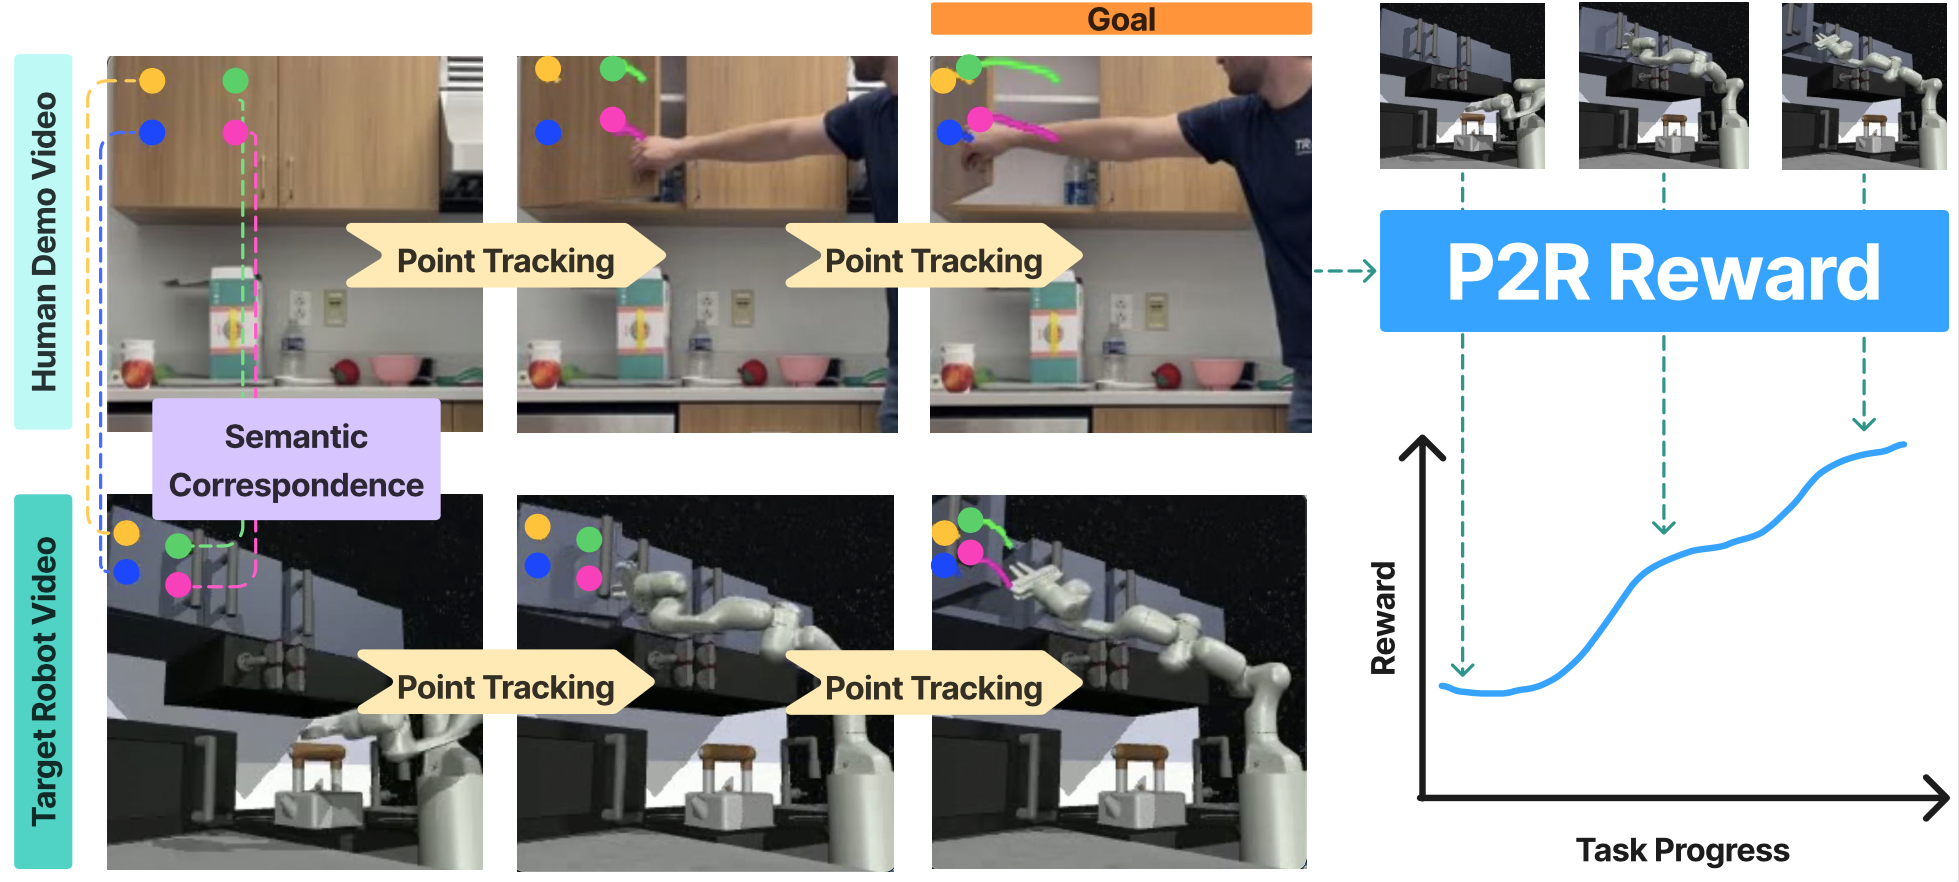 Goal
Human Demo Video
Point Tracking
Point Tracking
P2R Reward
Semantic
Correspondence
Target Robot Video
Point Tracking
Point Tracking
Reward
Task Progress